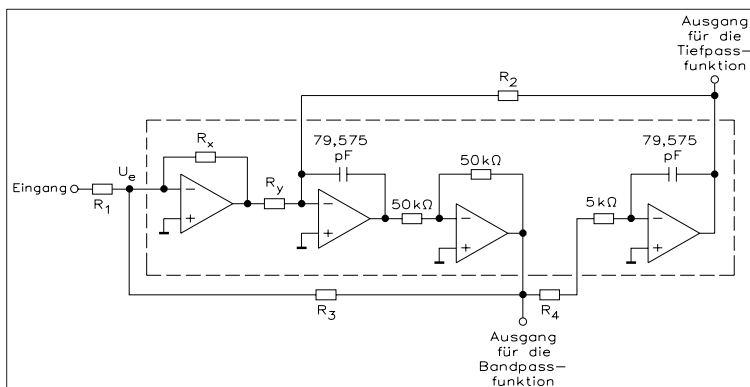 Ausgang
für die
Tiefpass–
funktion
R2
Rx
79,575
pF
50kΩ
79,575
pF
Ue
Eingang
R1
Ry
50kΩ
5kΩ
–
+
–
+
–
+
–
+
R3
R4
Ausgang
für die
Bandpass–
funktion